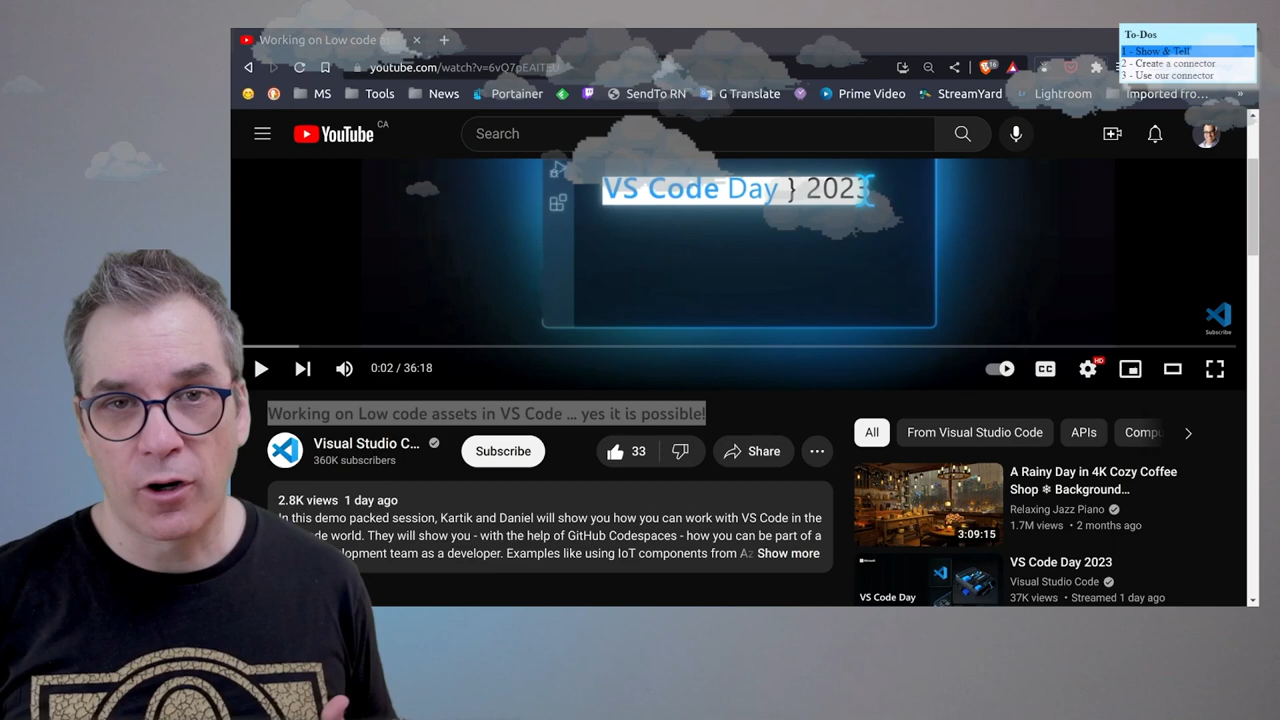 To-Dos
1 - Show & Tell
2 - Create a connector
3 - Use our connector
Working on Low code as
youtube.com/watch?v=6vQ7pEAITEU
16
MS
Tools
News
Portainer
SendTo RN
G Translate
Prime Video
StreamYard
Lightroom
Imported fro...
»
YouTube CA
Search
VS Code Day } 2023
Subscribe
0:02 / 36:18
CC
HD
Working on Low code assets in VS Code ... yes it is possible!
Visual Studio C...
360K subscribers
Subscribe
33
Share
All
From Visual Studio Code
APIs
Compu
2.8K views 1 day ago
In this demo packed session, Kartik and Daniel will show you how you can work with VS Code in the
de world. They will show you - with the help of GitHub Codespaces - how you can be part of a
lopment team as a developer. Examples like using IoT components from Az Show more
A Rainy Day in 4K Cozy Coffee
Shop ❄ Background...
Relaxing Jazz Piano
1.7M views • 2 months ago
3:09:15
VS Code Day 2023
Visual Studio Code
37K views • Streamed 1 day ago
Microsoft
VS Code Day